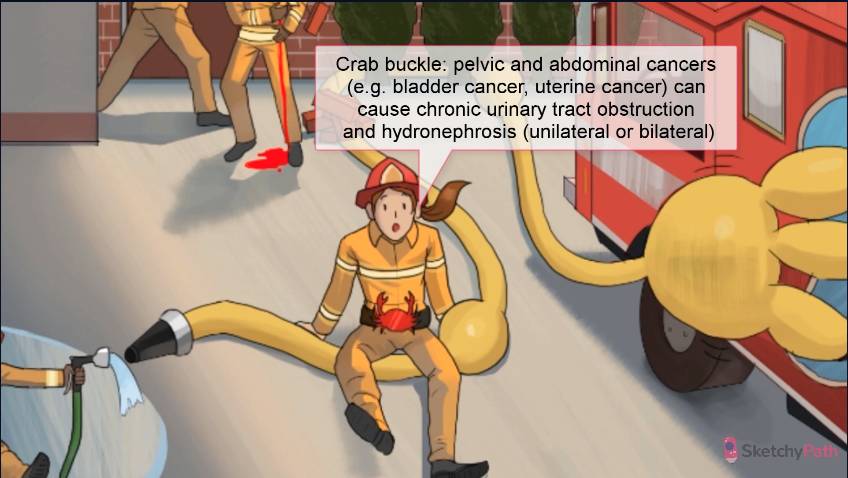 Crab buckle: pelvic and abdominal cancers
(e.g. bladder cancer, uterine cancer) can
cause chronic urinary tract obstruction
and hydronephrosis (unilateral or bilateral)
SketchyPath